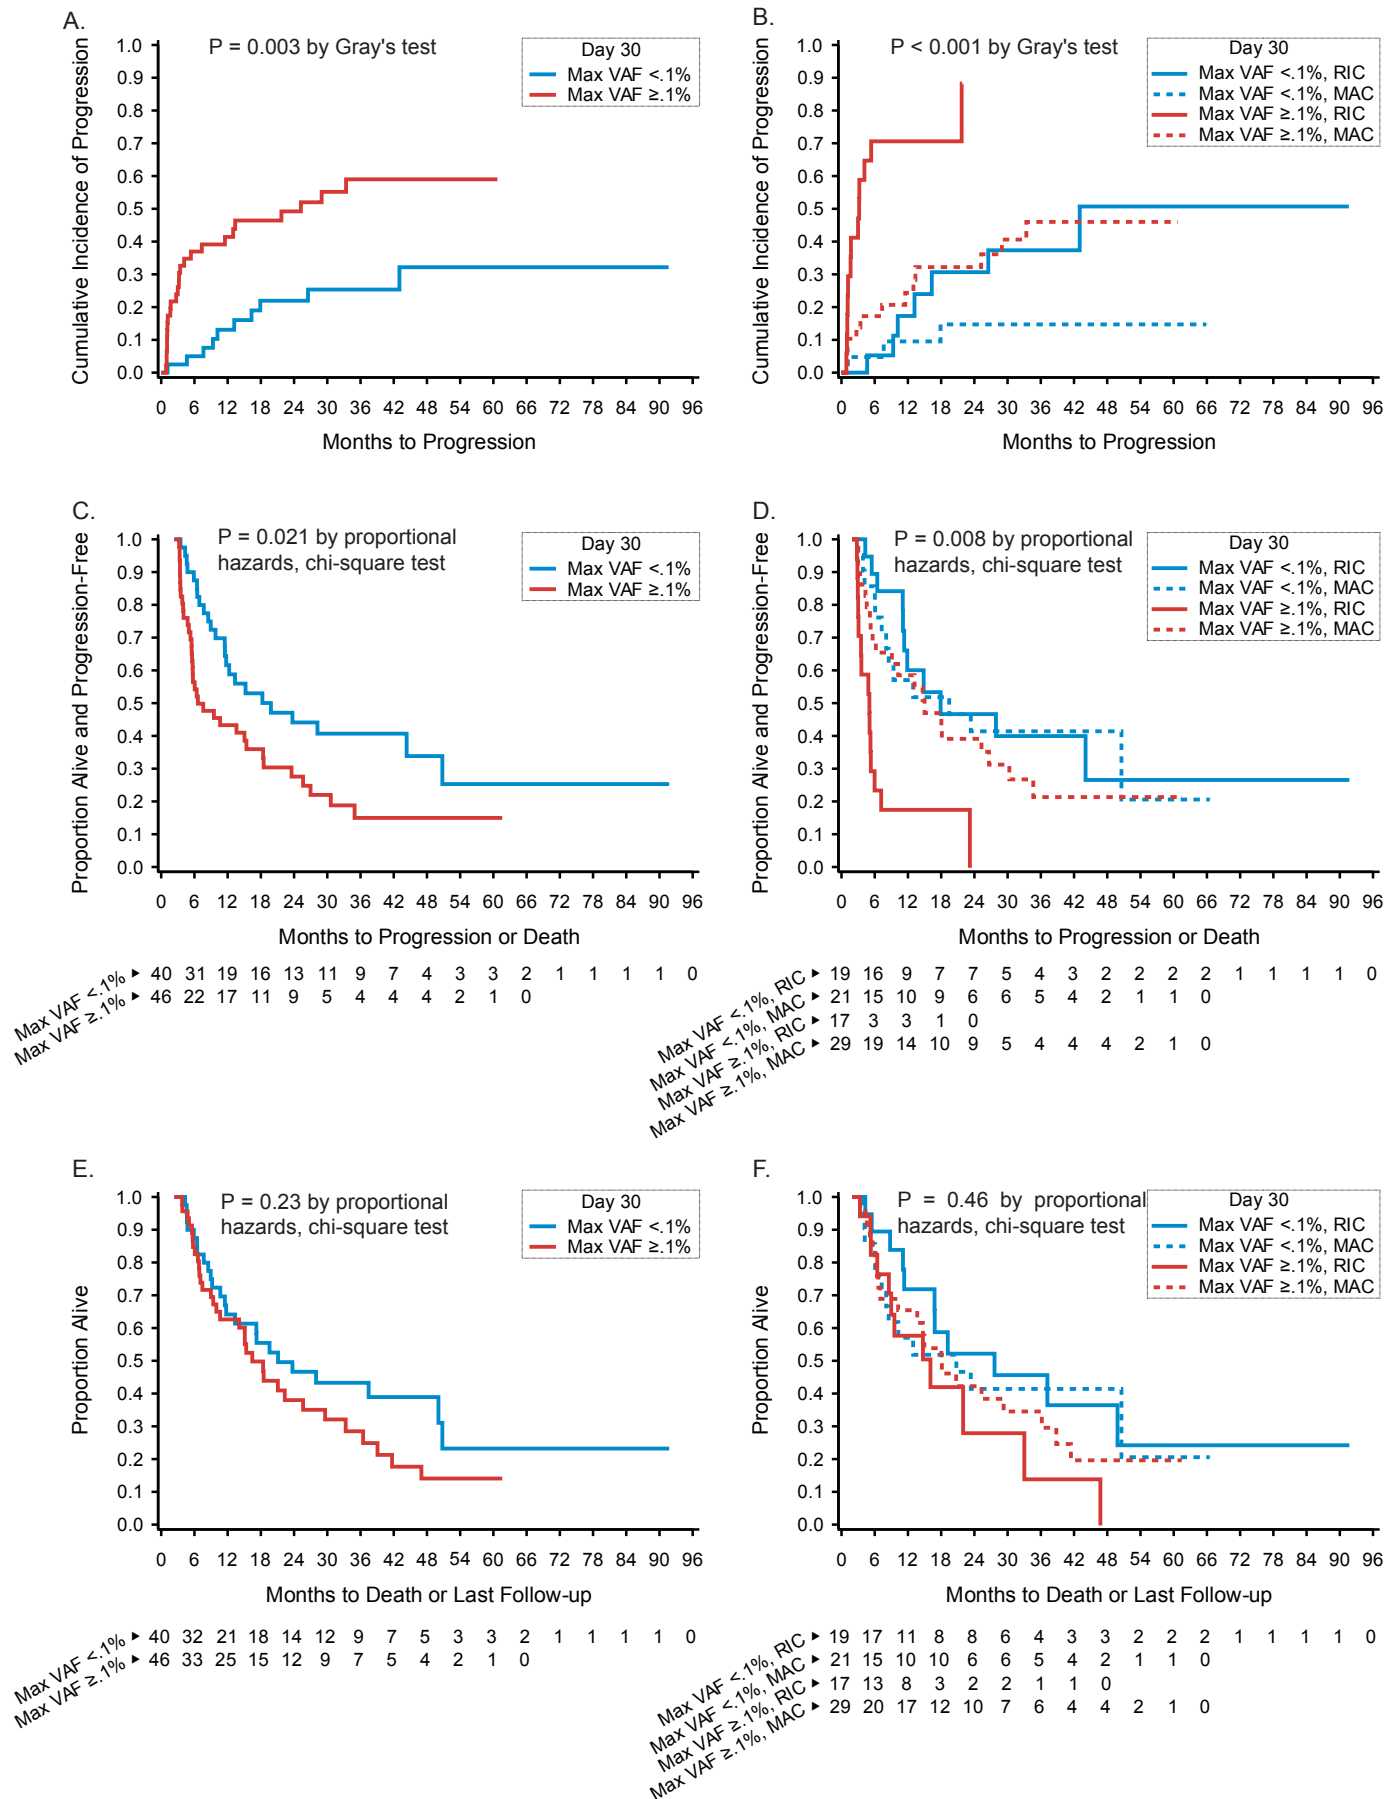 A.
P = 0.003 by Gray's test
Day 30
Max VAF <.1%
Max VAF ≥.1%
Cumulative Incidence of Progression
1.0
0.9
0.8
0.7
0.6
0.5
0.4
0.3
0.2
0.1
0.0
0 6 12 18 24 30 36 42 48 54 60 66 72 78 84 90 96
Months to Progression
B.
P < 0.001 by Gray's test
Day 30
Max VAF <.1%, RIC
Max VAF <.1%, MAC
Max VAF ≥.1%, RIC
Max VAF ≥.1%, MAC
Cumulative Incidence of Progression
1.0
0.9
0.8
0.7
0.6
0.5
0.4
0.3
0.2
0.1
0.0
0 6 12 18 24 30 36 42 48 54 60 66 72 78 84 90 96
Months to Progression
C.
P = 0.021 by proportional
hazards, chi-square test
Day 30
Max VAF <.1%
Max VAF ≥.1%
Proportion Alive and Progression-Free
1.0
0.9
0.8
0.7
0.6
0.5
0.4
0.3
0.2
0.1
0.0
0 6 12 18 24 30 36 42 48 54 60 66 72 78 84 90 96
Months to Progression or Death
Max VAF <.1% ▸ 40 31 19 16 13 11 9 7 4 3 3 2 1 1 1 1 0
Max VAF ≥.1% ▸ 46 22 17 11 9 5 4 4 4 2 1 0
D.
P = 0.008 by proportional
hazards, chi-square test
Day 30
Max VAF <.1%, RIC
Max VAF <.1%, MAC
Max VAF ≥.1%, RIC
Max VAF ≥.1%, MAC
Proportion Alive and Progression-Free
1.0
0.9
0.8
0.7
0.6
0.5
0.4
0.3
0.2
0.1
0.0
0 6 12 18 24 30 36 42 48 54 60 66 72 78 84 90 96
Months to Progression or Death
Max VAF <.1%, RIC ▸ 19 16 9 7 7 5 4 3 2 2 2 2 1 1 1 1 0
Max VAF <.1%, MAC ▸ 21 15 10 9 6 6 5 4 2 1 1 0
Max VAF ≥.1%, RIC ▸ 17 3 3 1 0
Max VAF ≥.1%, MAC ▸ 29 19 14 10 9 5 4 4 4 2 1 0
E.
P = 0.23 by proportional
hazards, chi-square test
Day 30
Max VAF <.1%
Max VAF ≥.1%
Proportion Alive
1.0
0.9
0.8
0.7
0.6
0.5
0.4
0.3
0.2
0.1
0.0
0 6 12 18 24 30 36 42 48 54 60 66 72 78 84 90 96
Months to Death or Last Follow-up
Max VAF <.1% ▸ 40 32 21 18 14 12 9 7 5 3 3 2 1 1 1 1 0
Max VAF ≥.1% ▸ 46 33 25 15 12 9 7 5 4 2 1 0
F.
P = 0.46 by proportional
hazards, chi-square test
Day 30
Max VAF <.1%, RIC
Max VAF <.1%, MAC
Max VAF ≥.1%, RIC
Max VAF ≥.1%, MAC
Proportion Alive
1.0
0.9
0.8
0.7
0.6
0.5
0.4
0.3
0.2
0.1
0.0
0 6 12 18 24 30 36 42 48 54 60 66 72 78 84 90 96
Months to Death or Last Follow-up
Max VAF <.1%, RIC ▸ 19 17 11 8 8 6 4 3 3 2 2 2 1 1 1 1 0
Max VAF <.1%, MAC ▸ 21 15 10 10 6 6 5 4 2 1 1 0
Max VAF ≥.1%, RIC ▸ 17 13 8 3 2 2 1 1 0
Max VAF ≥.1%, MAC ▸ 29 20 17 12 10 7 6 4 4 2 1 0